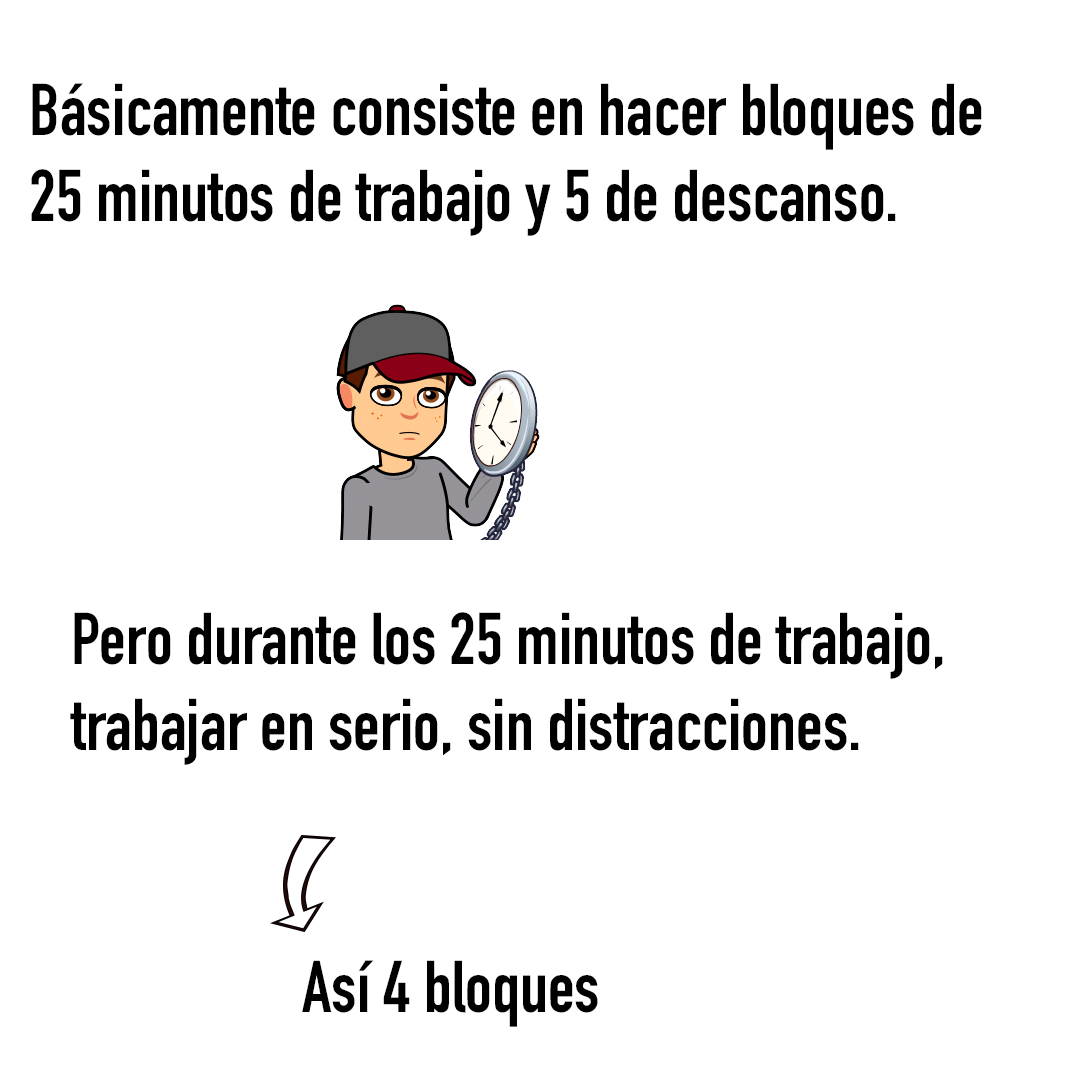 Básicamente consiste en hacer bloques de
25 minutos de trabajo y 5 de descanso.
Pero durante los 25 minutos de trabajo,
trabajar en serio, sin distracciones.
Así 4 bloques